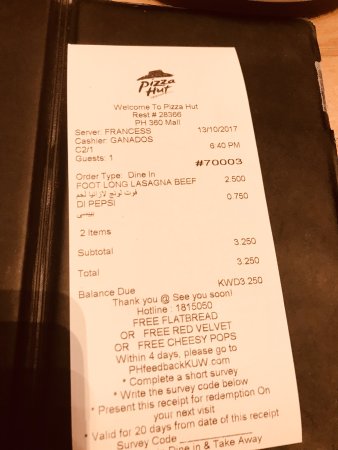 Pizza
Hut
Welcome To Pizza Hut
Rest # 28366
PH 360 Mall
Server: FRANCESS 13/10/2017
Cashier: GANADOS 6:40 PM
C2/1
Guests: 1 #70003
Order Type: Dine In
FOOT LONG LASAGNA BEEF 2.500
فوت لونج لازانيا لحم
DI PEPSI 0.750
بيبسي
2 Items
Subtotal 3.250
Total 3.250
Balance Due KWD3.250
Thank you @ See you soon!
Hotline : 1815050
FREE FLATBREAD
OR FREE RED VELVET
OR FREE CHEESY POPS
Within 4 days, please go to
PHfeedbackKUW.com
* Complete a short survey
* Write the survey code below
* Present this receipt for redemption On
your next visit
* Valid for 20 days from date of this receipt
Survey Code
Dine in & Take Away